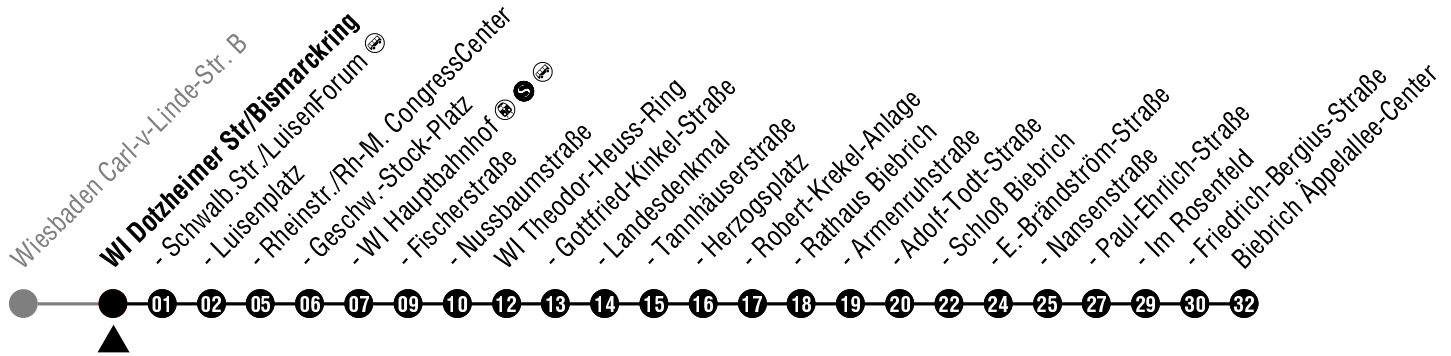 Wiesbaden Carl-v-Linde-Str. B
WI Dotzheimer Str/Bismarckring
- Schwalb.Str./LuisenForum
- Luisenplatz
- Rheinstr./Rh-M. CongressCenter
- Geschw.-Stock-Platz
- WI Hauptbahnhof S
- Fischerstraße
- Nussbaumstraße
WI Theodor-Heuss-Ring
- Gottfried-Kinkel-Straße
- Landesdenkmal
- Tannhäuserstraße
- Herzogsplatz
- Robert-Krekel-Anlage
- Rathaus Biebrich
- Armenruhstraße
- Adolf-Todt-Straße
- Schloß Biebrich
- E.-Brändström-Straße
- Nansenstraße
- Paul-Ehrlich-Straße
- Im Rosenfeld
- Friedrich-Bergius-Straße
Biebrich Äppelallee-Center
01 02 05 06 07 09 10 12 13 14 15 16 17 18 19 20 22 24 25 27 29 30 32